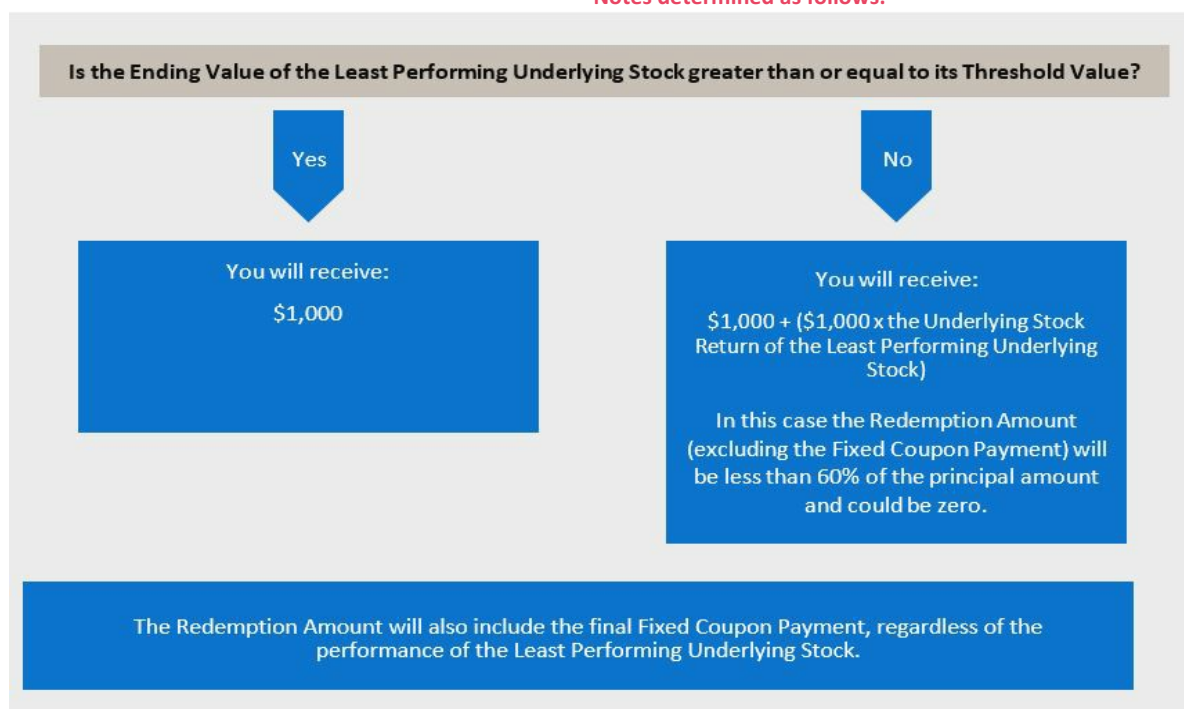 Notes determined as follows:
Is the Ending Value of the Least Performing Underlying Stock greater than or equal to its Threshold Value?
Yes
No
You will receive:
$1,000
You will receive:
$1,000 + ($1,000 x the Underlying Stock
Return of the Least Performing Underlying
Stock)
In this case the Redemption Amount
(excluding the Fixed Coupon Payment) will
be less than 60% of the principal amount
and could be zero.
The Redemption Amount will also include the final Fixed Coupon Payment, regardless of the
performance of the Least Performing Underlying Stock.